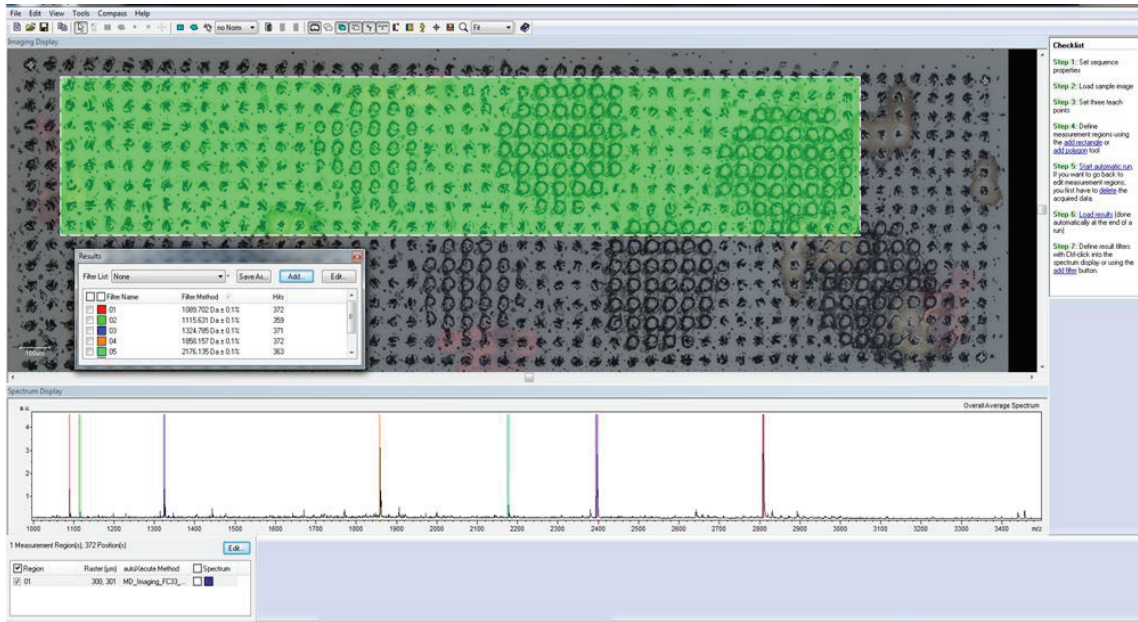 File Edit View Tools Compass Help
no Norm
Fit
Imaging Display
Checklist
Step 1: Set sequence
properties
Step 2: Load sample image
Step 3: Set three teach
points
Step 4: Define
measurement regions using
the add rectangle or
add polygon tool
Step 5: Start automatic run.
If you want to go back to
edit measurement regions,
you first have to delete the
acquired data.
Step 6: Load results (done
automatically at the end of a
run)
Step 7: Define result filters
with Ctrl-click into the
spectrum display or using the
add filter button.
Results
Filter List: None Save As... Add... Edit...
Filter Name Filter Method Hits
01 1089.702 Da ± 0.1% 372
02 1115.631 Da ± 0.1% 359
03 1324.785 Da ± 0.1% 371
04 1858.157 Da ± 0.1% 372
05 2176.135 Da ± 0.1% 363
100µm
Spectrum Display
Overall Average Spectrum
a.u.
4
3
2
1
1000 1100 1200 1300 1400 1500 1600 1700 1800 1900 2000 2100 2200 2300 2400 2500 2600 2700 2800 2900 3000 3100 3200 3300 3400 m/z
1 Measurement Region(s), 372 Position(s) Edit...
Region Raster (µm) autoXecute Method Spectrum
01 300, 301 MD_Imaging_FC33_...